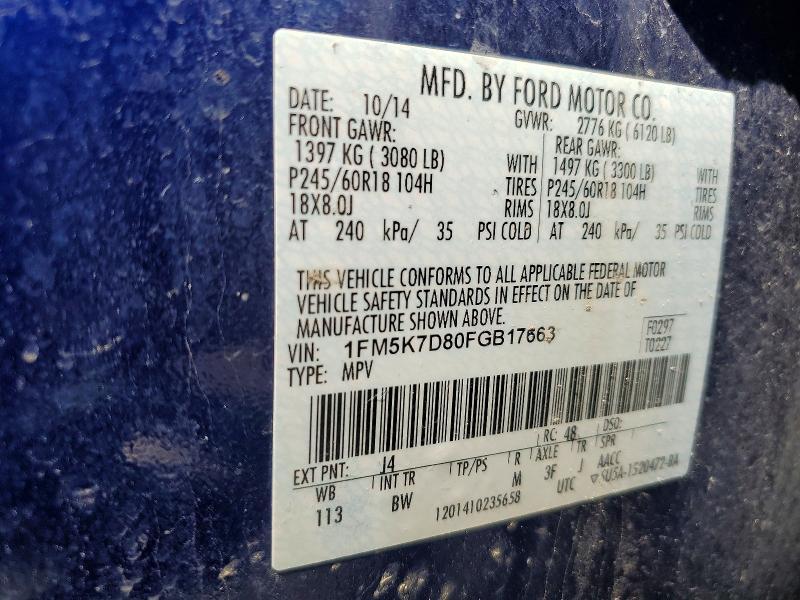 MFD. BY FORD MOTOR CO.
DATE: 10/14 GVWR: 2776 KG ( 6120 LB)
FRONT GAWR: REAR GAWR:
1397 KG ( 3080 LB) WITH 1497 KG ( 3300 LB) WITH
P245/60R18 104H TIRES P245/60R18 104H TIRES
18X8.0J RIMS 18X8.0J RIMS
AT 240 kPa/ 35 PSI COLD AT 240 kPa/ 35 PSI COLD
THIS VEHICLE CONFORMS TO ALL APPLICABLE FEDERAL MOTOR
VEHICLE SAFETY STANDARDS IN EFFECT ON THE DATE OF
MANUFACTURE SHOWN ABOVE.
VIN: 1FM5K7D80FGB17663 F0297
TYPE: MPV T0227
RC: 48 DSO:
EXT PNT: J4
WB INT TR TP/PS R AXLE TR SPR
113 BW M 3F J AACC
1201410235658 UTC ▽5U5A-1520472-BA